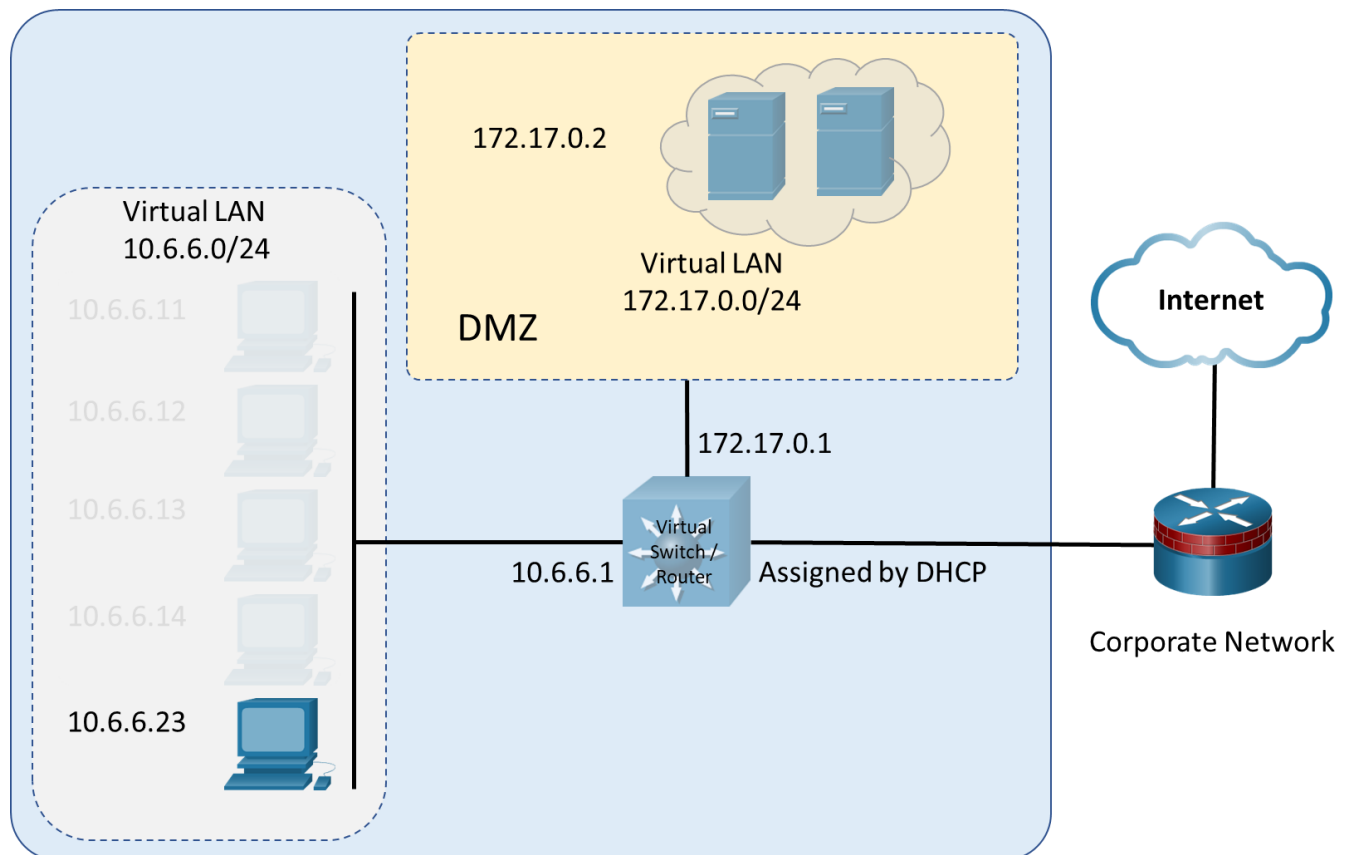 172.17.0.2
Virtual LAN
172.17.0.0/24
DMZ
Virtual LAN
10.6.6.0/24
10.6.6.11
10.6.6.12
10.6.6.13
10.6.6.14
10.6.6.23
172.17.0.1
Virtual
Switch /
Router
10.6.6.1
Assigned by DHCP
Internet
Corporate Network